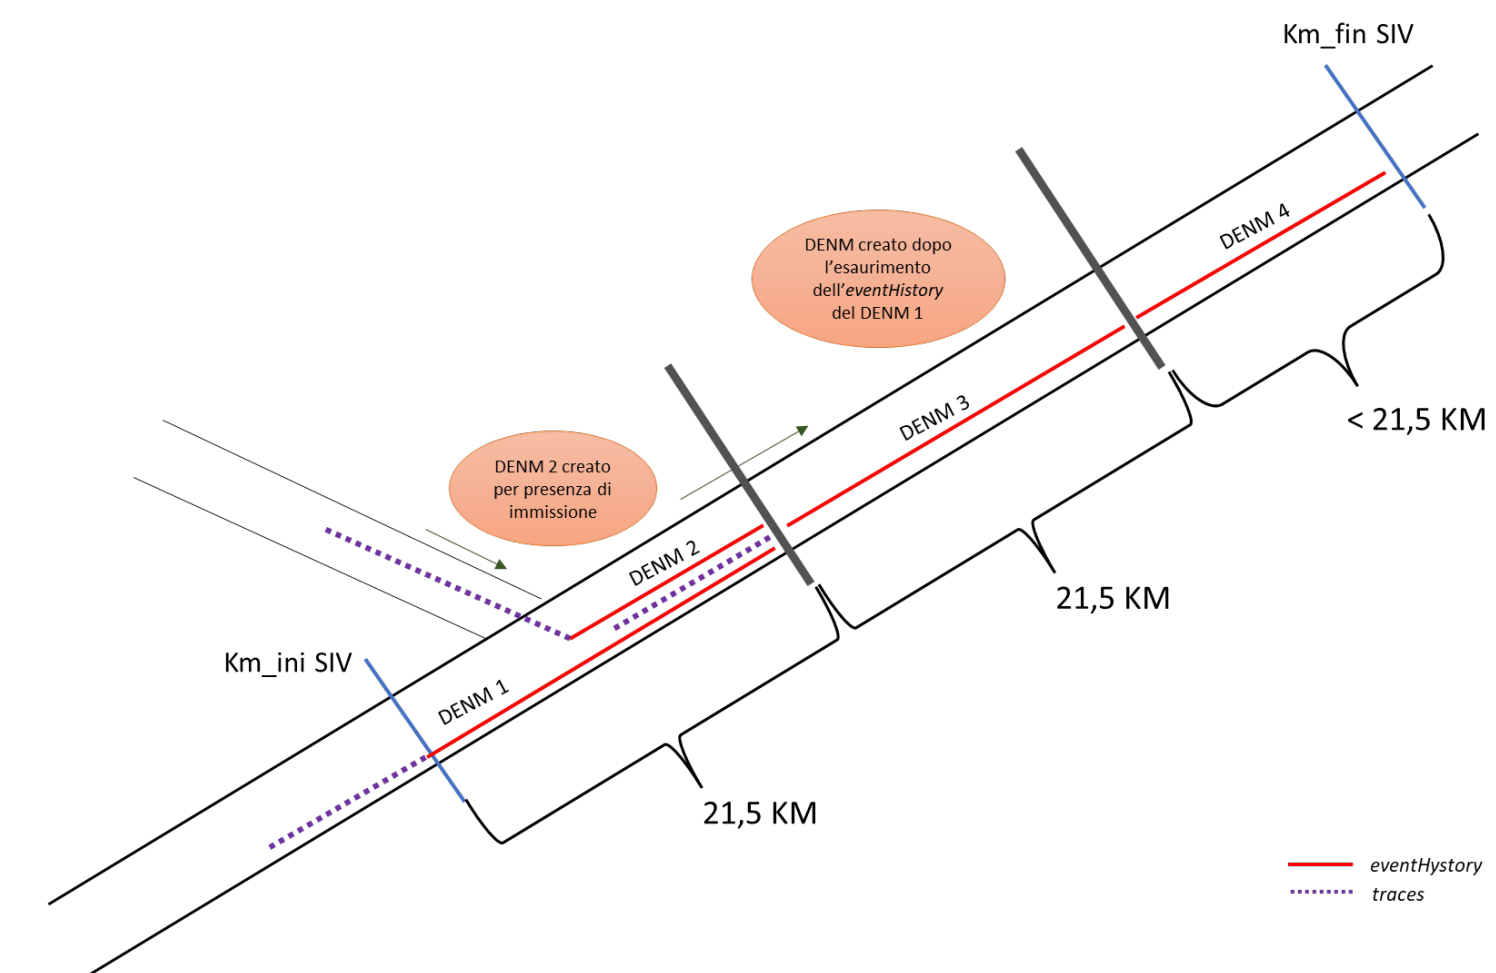 Km_fin SIV
DENM 4
DENM creato dopo
l’esaurimento
dell’eventHistory
del DENM 1
DENM 3
< 21,5 KM
DENM 2 creato
per presenza di
immissione
DENM 2
21,5 KM
Km_ini SIV
DENM 1
21,5 KM
eventHystory
traces